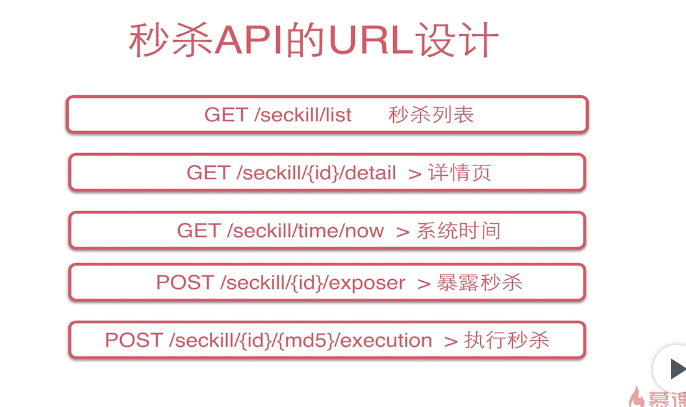 秒杀API的URL设计
GET /seckill/list 秒杀列表
GET /seckill/{id}/detail > 详情页
GET /seckill/time/now > 系统时间
POST /seckill/{id}/exposer > 暴露秒杀
POST /seckill/{id}/{md5}/execution > 执行秒杀
慕课